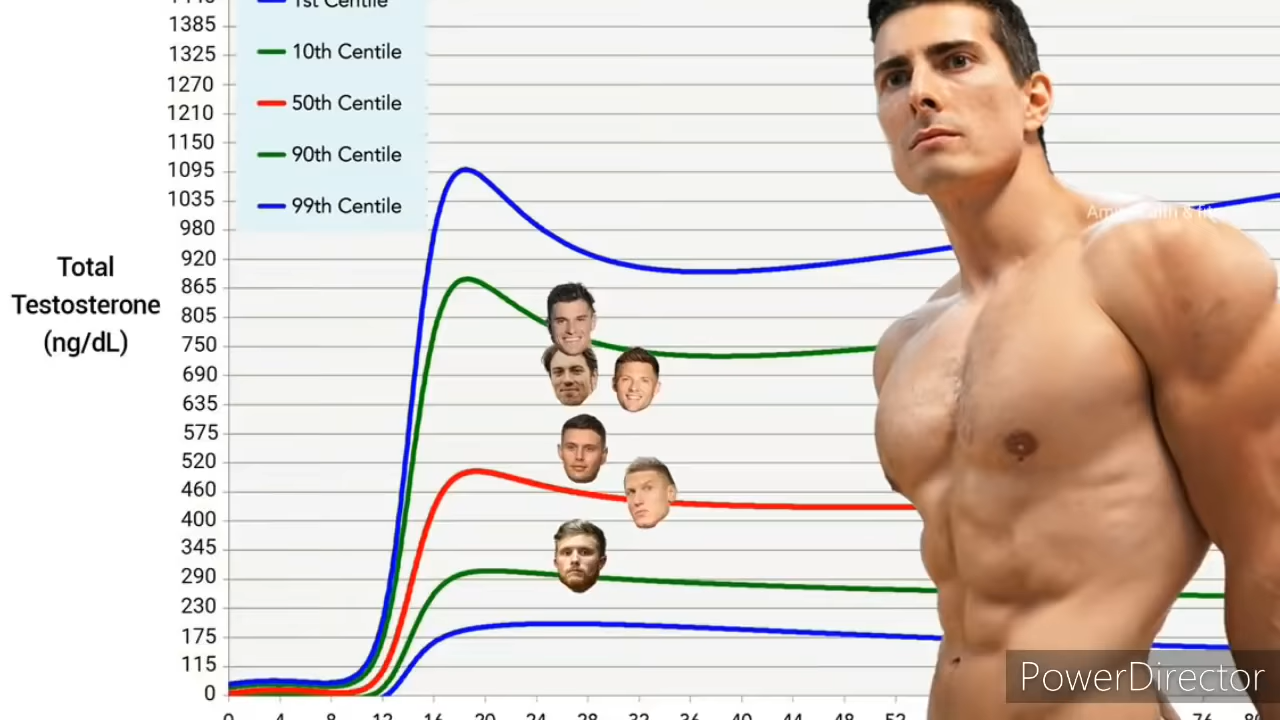 1st Centile
1385
1325
10th Centile
1270
1210
50th Centile
1150
1095
90th Centile
1035
99th Centile
980
920
865
805
750
690
635
575
520
460
400
345
290
230
175
115
0
Total
Testosterone
(ng/dL)
0 4 8 12 16 20 24 28 32 36 40 44 48 52 76 80
PowerDirector